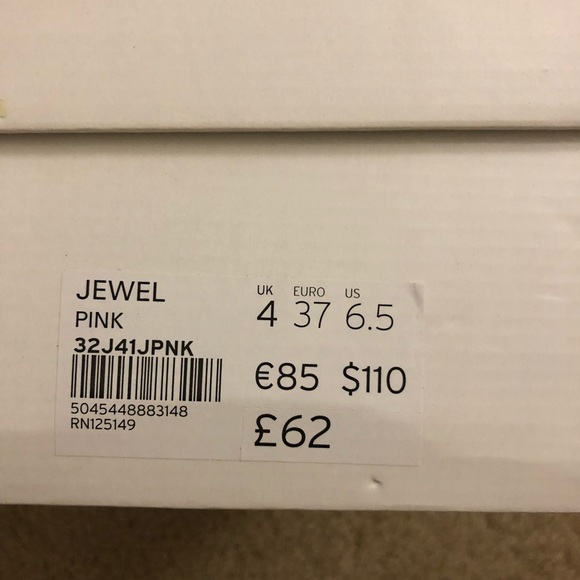 JEWEL
PINK
32J41JPNK
5045448883148
RN125149
UK EURO US
4 37 6.5
€85 $110
£62